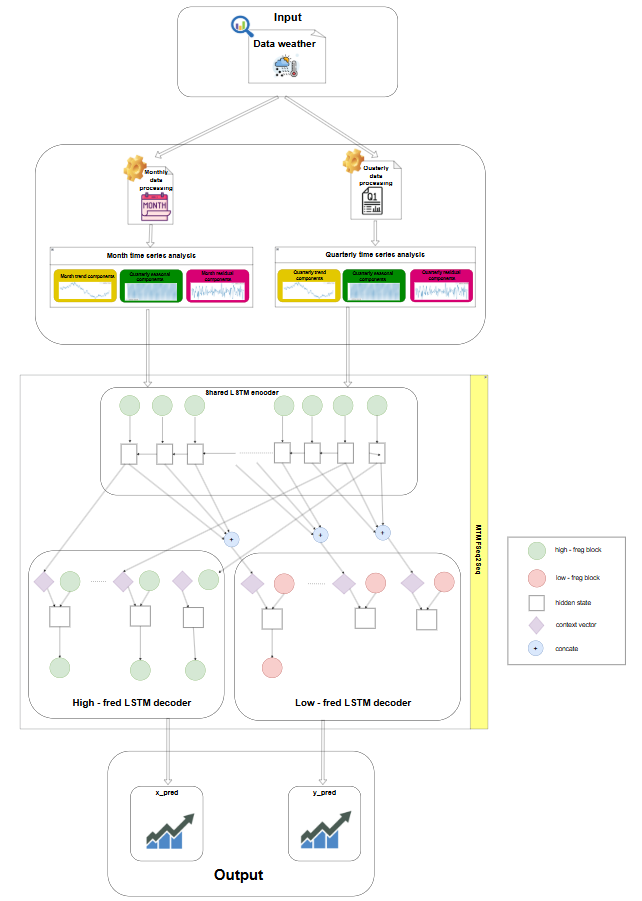 Input
Data weather
Monthly
data
processing
MONTH
Quaterly
data
processing
Q1
Month time series analysis
Month trend components
Quarterly seasonal
components
Month residual
components
Quarterly time series analysis
Quarterly trend
components
Quarterly seasonal
components
Quarterly residual
components
Shared LSTM encoder
+
+
+
MTMFSeq2Seq
High - fred LSTM decoder
Low - fred LSTM decoder
high - freg block
low - freg block
hidden state
context vector
+
concate
x_pred
y_pred
Output